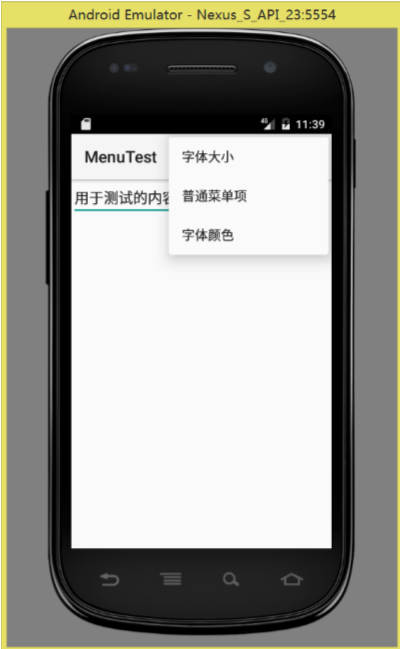 Android Emulator - Nexus_S_API_23:5554
4G 11:39
MenuTest
字体大小
用于测试的内容
普通菜单项
字体颜色